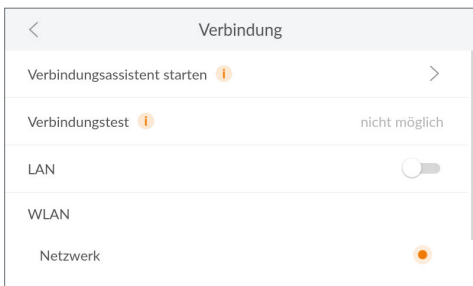 Verbindung
Verbindungsassistent starten i
Verbindungstest i nicht möglich
LAN
WLAN
Netzwerk